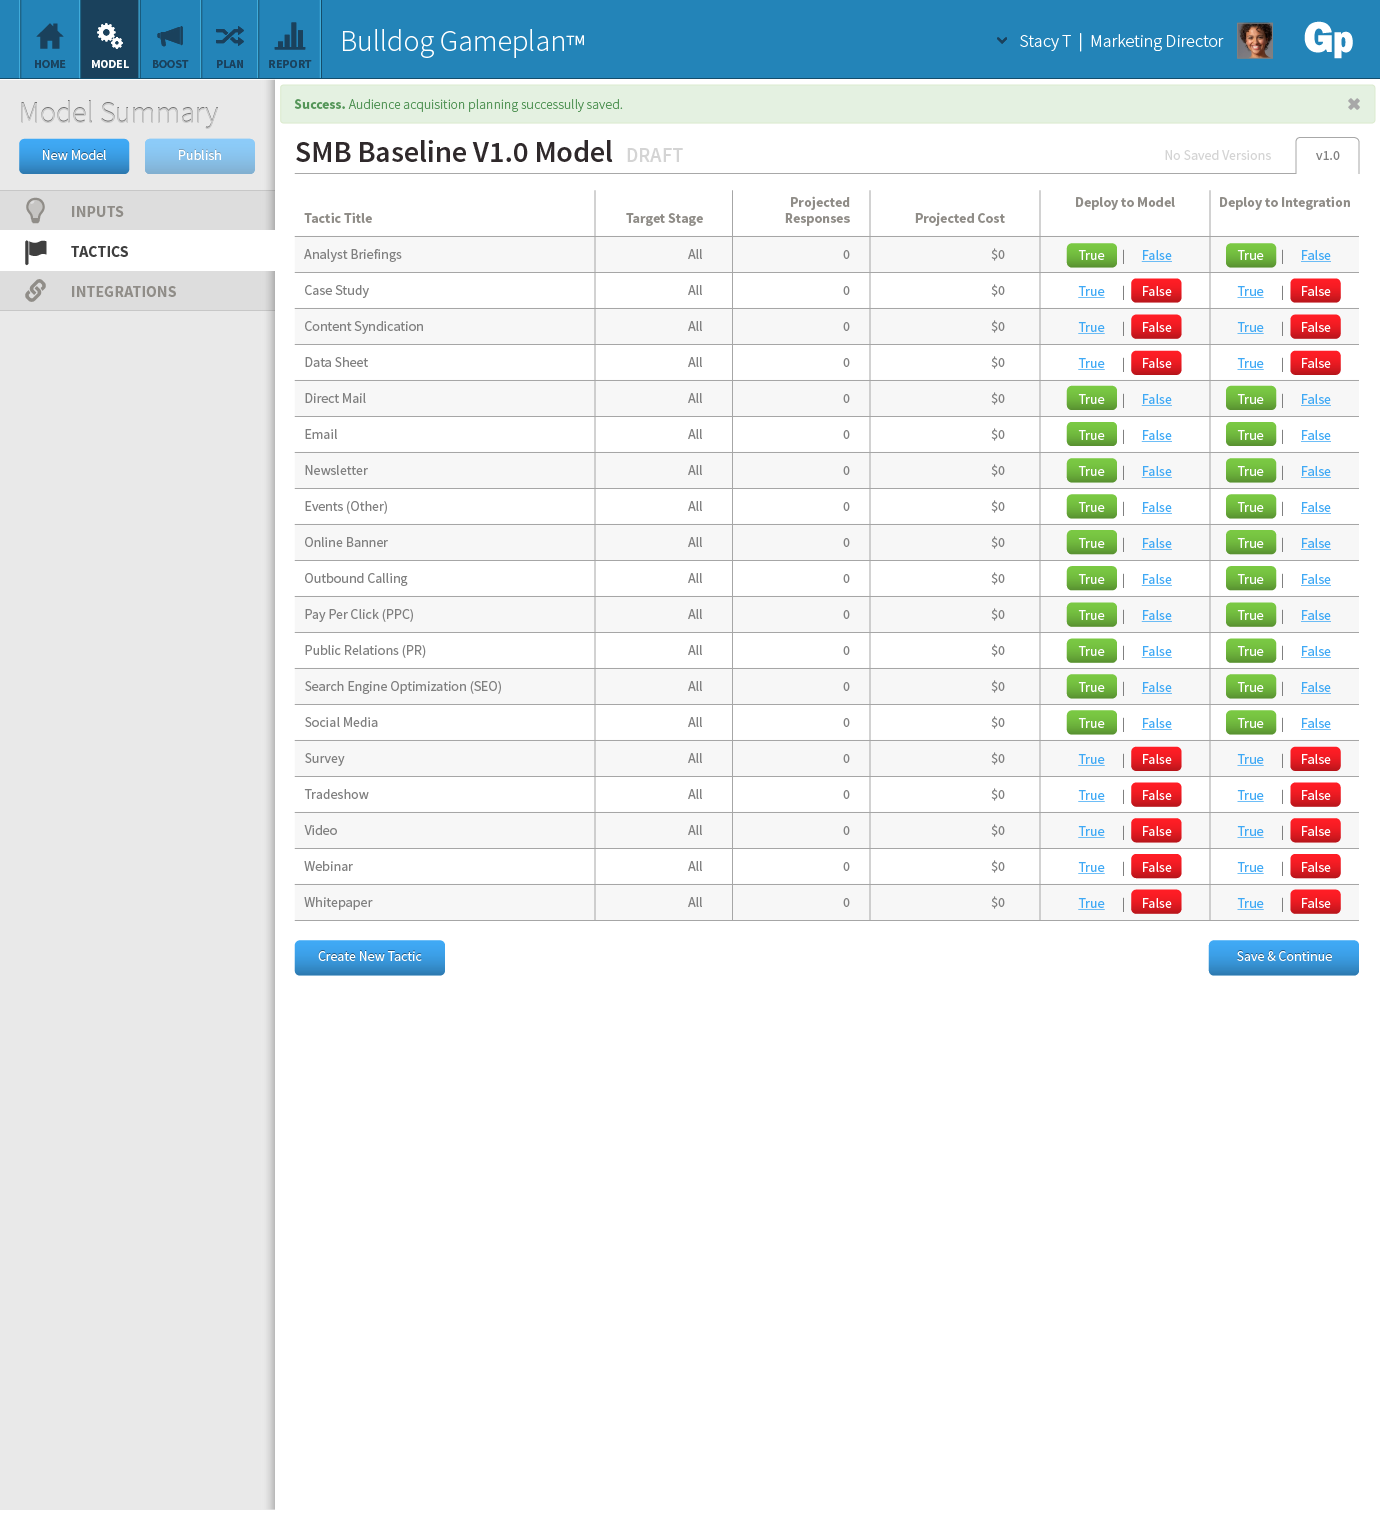 HOME MODEL BOOST PLAN REPORT Bulldog Gameplan™ Stacy T | Marketing Director Gp
Model Summary
New Model Publish
INPUTS
TACTICS
INTEGRATIONS
Success. Audience acquisition planning successfully saved.
SMB Baseline V1.0 Model DRAFT No Saved Versions v1.0
Tactic Title Target Stage Projected Responses Projected Cost Deploy to Model Deploy to Integration
Analyst Briefings All 0 $0 True | False True | False
Case Study All 0 $0 True | False True | False
Content Syndication All 0 $0 True | False True | False
Data Sheet All 0 $0 True | False True | False
Direct Mail All 0 $0 True | False True | False
Email All 0 $0 True | False True | False
Newsletter All 0 $0 True | False True | False
Events (Other) All 0 $0 True | False True | False
Online Banner All 0 $0 True | False True | False
Outbound Calling All 0 $0 True | False True | False
Pay Per Click (PPC) All 0 $0 True | False True | False
Public Relations (PR) All 0 $0 True | False True | False
Search Engine Optimization (SEO) All 0 $0 True | False True | False
Social Media All 0 $0 True | False True | False
Survey All 0 $0 True | False True | False
Tradeshow All 0 $0 True | False True | False
Video All 0 $0 True | False True | False
Webinar All 0 $0 True | False True | False
Whitepaper All 0 $0 True | False True | False
Create New Tactic Save & Continue